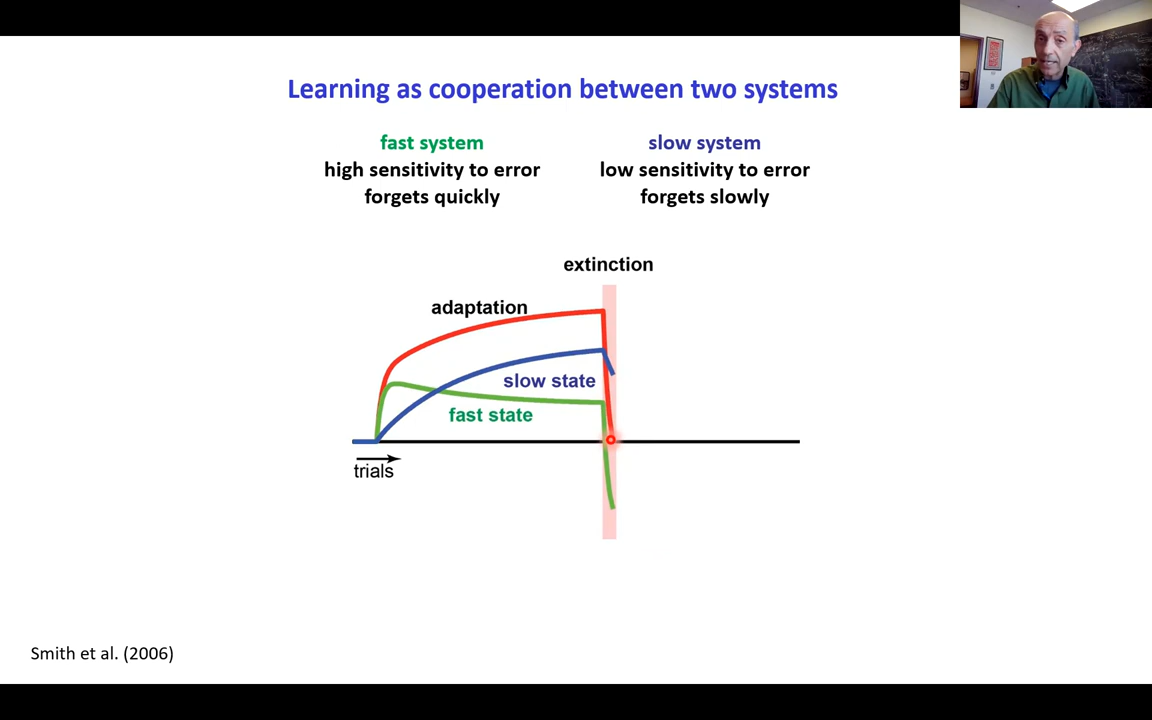 Learning as cooperation between two systems
fast system
high sensitivity to error
forgets quickly
slow system
low sensitivity to error
forgets slowly
extinction
adaptation
slow state
fast state
trials
Smith et al. (2006)